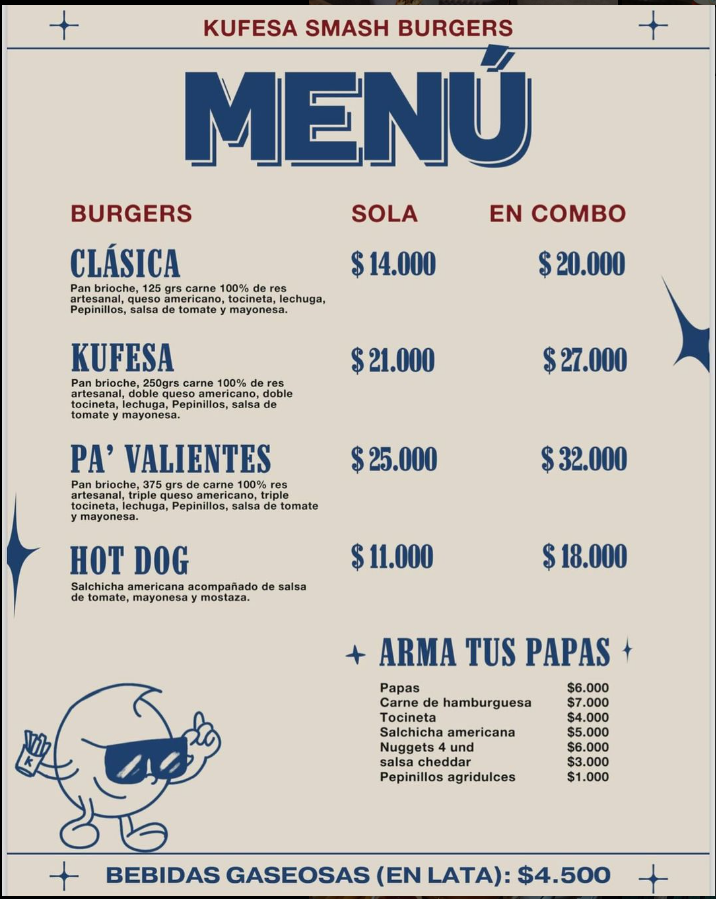 KUFESA SMASH BURGERS
MENÚ
BURGERS SOLA EN COMBO
CLÁSICA $ 14.000 $ 20.000
Pan brioche, 125 grs carne 100% de res
artesanal, queso americano, tocineta, lechuga,
Pepinillos, salsa de tomate y mayonesa.
KUFESA $ 21.000 $ 27.000
Pan brioche, 250grs carne 100% de res
artesanal, doble queso americano, doble
tocineta, lechuga, Pepinillos, salsa de
tomate y mayonesa.
PA' VALIENTES $ 25.000 $ 32.000
Pan brioche, 375 grs de carne 100% res
artesanal, triple queso americano, triple
tocineta, lechuga, Pepinillos, salsa de tomate
y mayonesa.
HOT DOG $ 11.000 $ 18.000
Salchicha americana acompañado de salsa
de tomate, mayonesa y mostaza.
ARMA TUS PAPAS
Papas $6.000
Carne de hamburguesa $7.000
Tocineta $4.000
Salchicha americana $5.000
Nuggets 4 und $6.000
salsa cheddar $3.000
Pepinillos agridulces $1.000
K
BEBIDAS GASEOSAS (EN LATA): $4.500